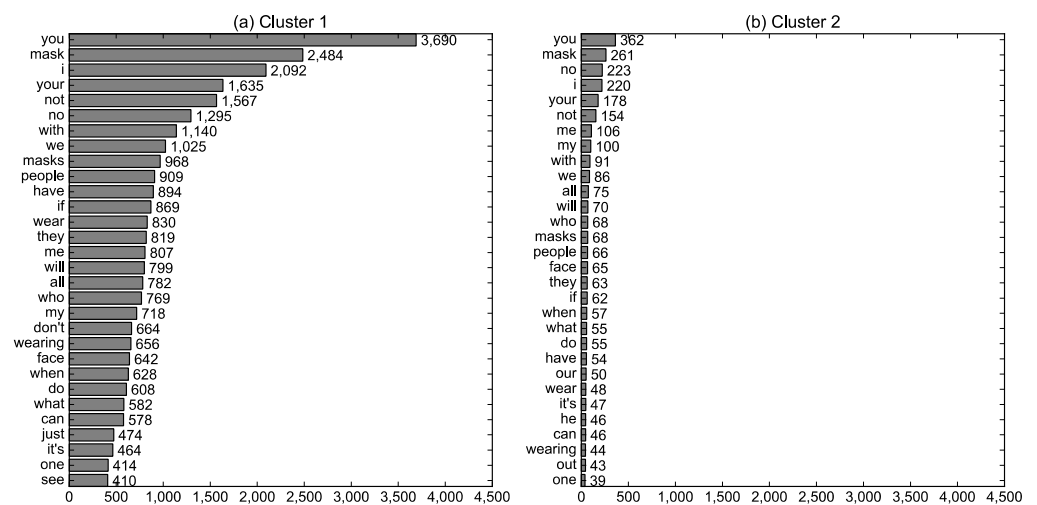 (a) Cluster 1
you 3,690
mask 2,484
i 2,092
your 1,635
not 1,567
no 1,295
with 1,140
we 1,025
masks 968
people 909
have 894
if 869
wear 830
they 819
me 807
will 799
all 782
who 769
my 718
don't 664
wearing 656
face 642
when 628
do 608
what 582
can 578
just 474
it's 464
one 414
see 410
0 500 1,000 1,500 2,000 2,500 3,000 3,500 4,000 4,500
(b) Cluster 2
you 362
mask 261
no 223
i 220
your 178
not 154
me 106
my 100
with 91
we 86
all 75
will 70
who 68
masks 68
people 66
face 65
they 63
if 62
when 57
what 55
do 55
have 54
our 50
wear 48
it's 47
he 46
can 46
wearing 44
out 43
one 39
0 500 1,000 1,500 2,000 2,500 3,000 3,500 4,000 4,500